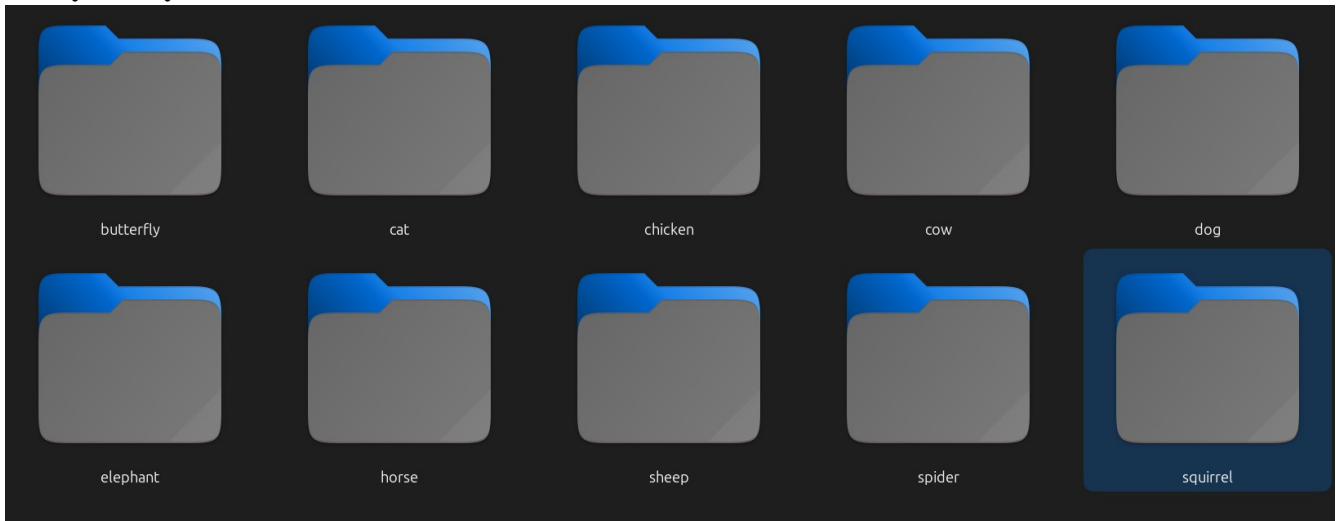 butterfly
cat
chicken
cow
dog
elephant
horse
sheep
spider
squirrel